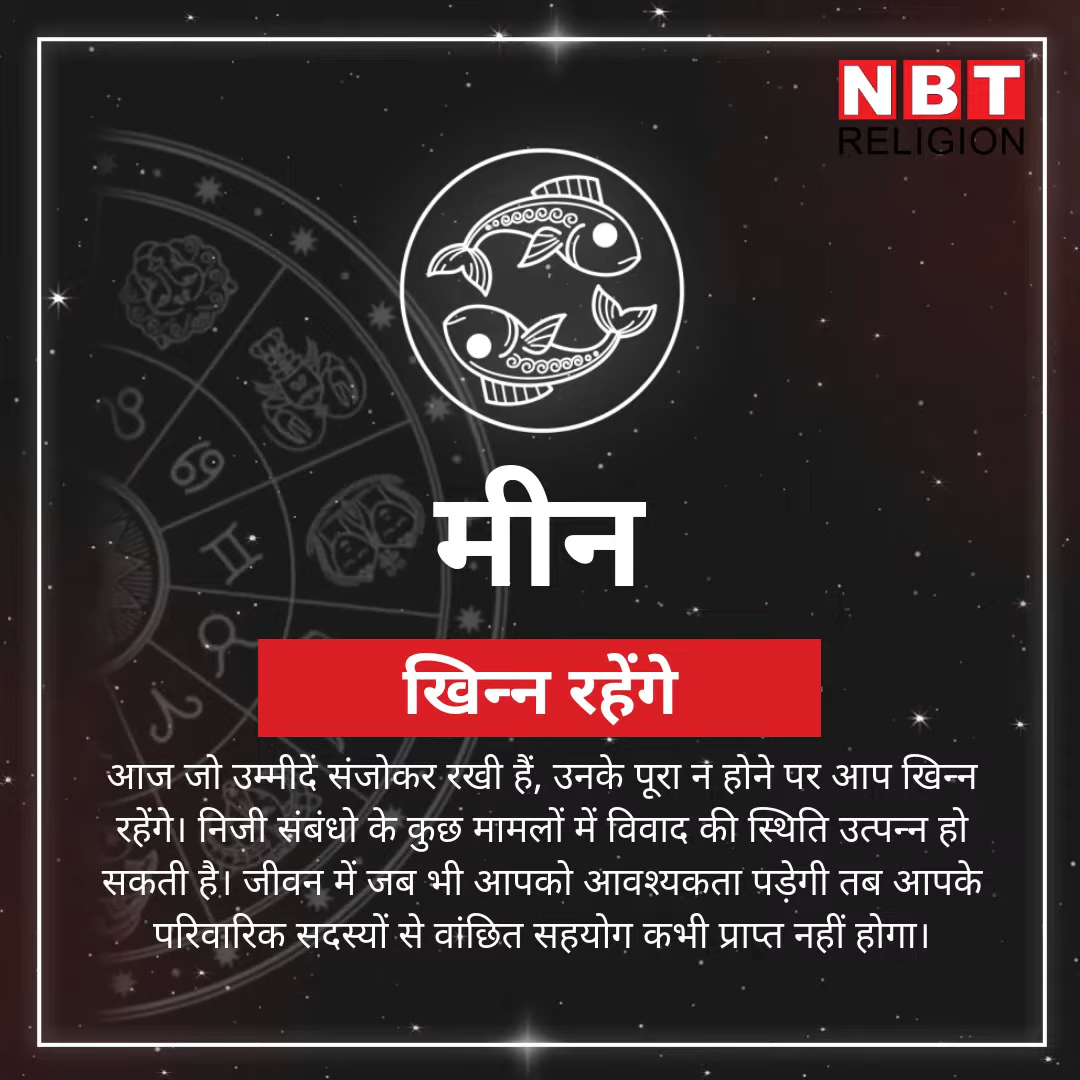 NBT
RELIGION
मीन
खिन्न रहेंगे
आज जो उम्मीदें संजोकर रखी हैं, उनके पूरा न होने पर आप खिन्न
रहेंगे। निजी संबंधो के कुछ मामलों में विवाद की स्थिति उत्पन्न हो
सकती है। जीवन में जब भी आपको आवश्यकता पड़ेगी तब आपके
परिवारिक सदस्यों से वांछित सहयोग कभी प्राप्त नहीं होगा।